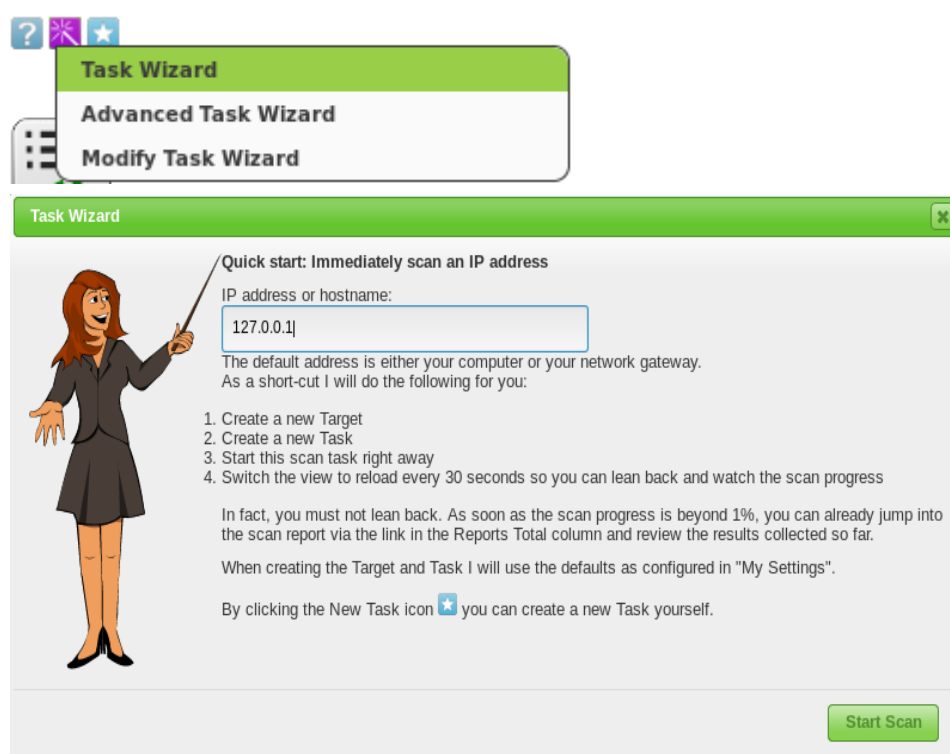 ?
Task Wizard
Advanced Task Wizard
Modify Task Wizard
Task Wizard
Quick start: Immediately scan an IP address
IP address or hostname:
127.0.0.1
The default address is either your computer or your network gateway.
As a short-cut I will do the following for you:
1. Create a new Target
2. Create a new Task
3. Start this scan task right away
4. Switch the view to reload every 30 seconds so you can lean back and watch the scan progress
In fact, you must not lean back. As soon as the scan progress is beyond 1%, you can already jump into
the scan report via the link in the Reports Total column and review the results collected so far.
When creating the Target and Task I will use the defaults as configured in "My Settings".
By clicking the New Task icon you can create a new Task yourself.
Start Scan